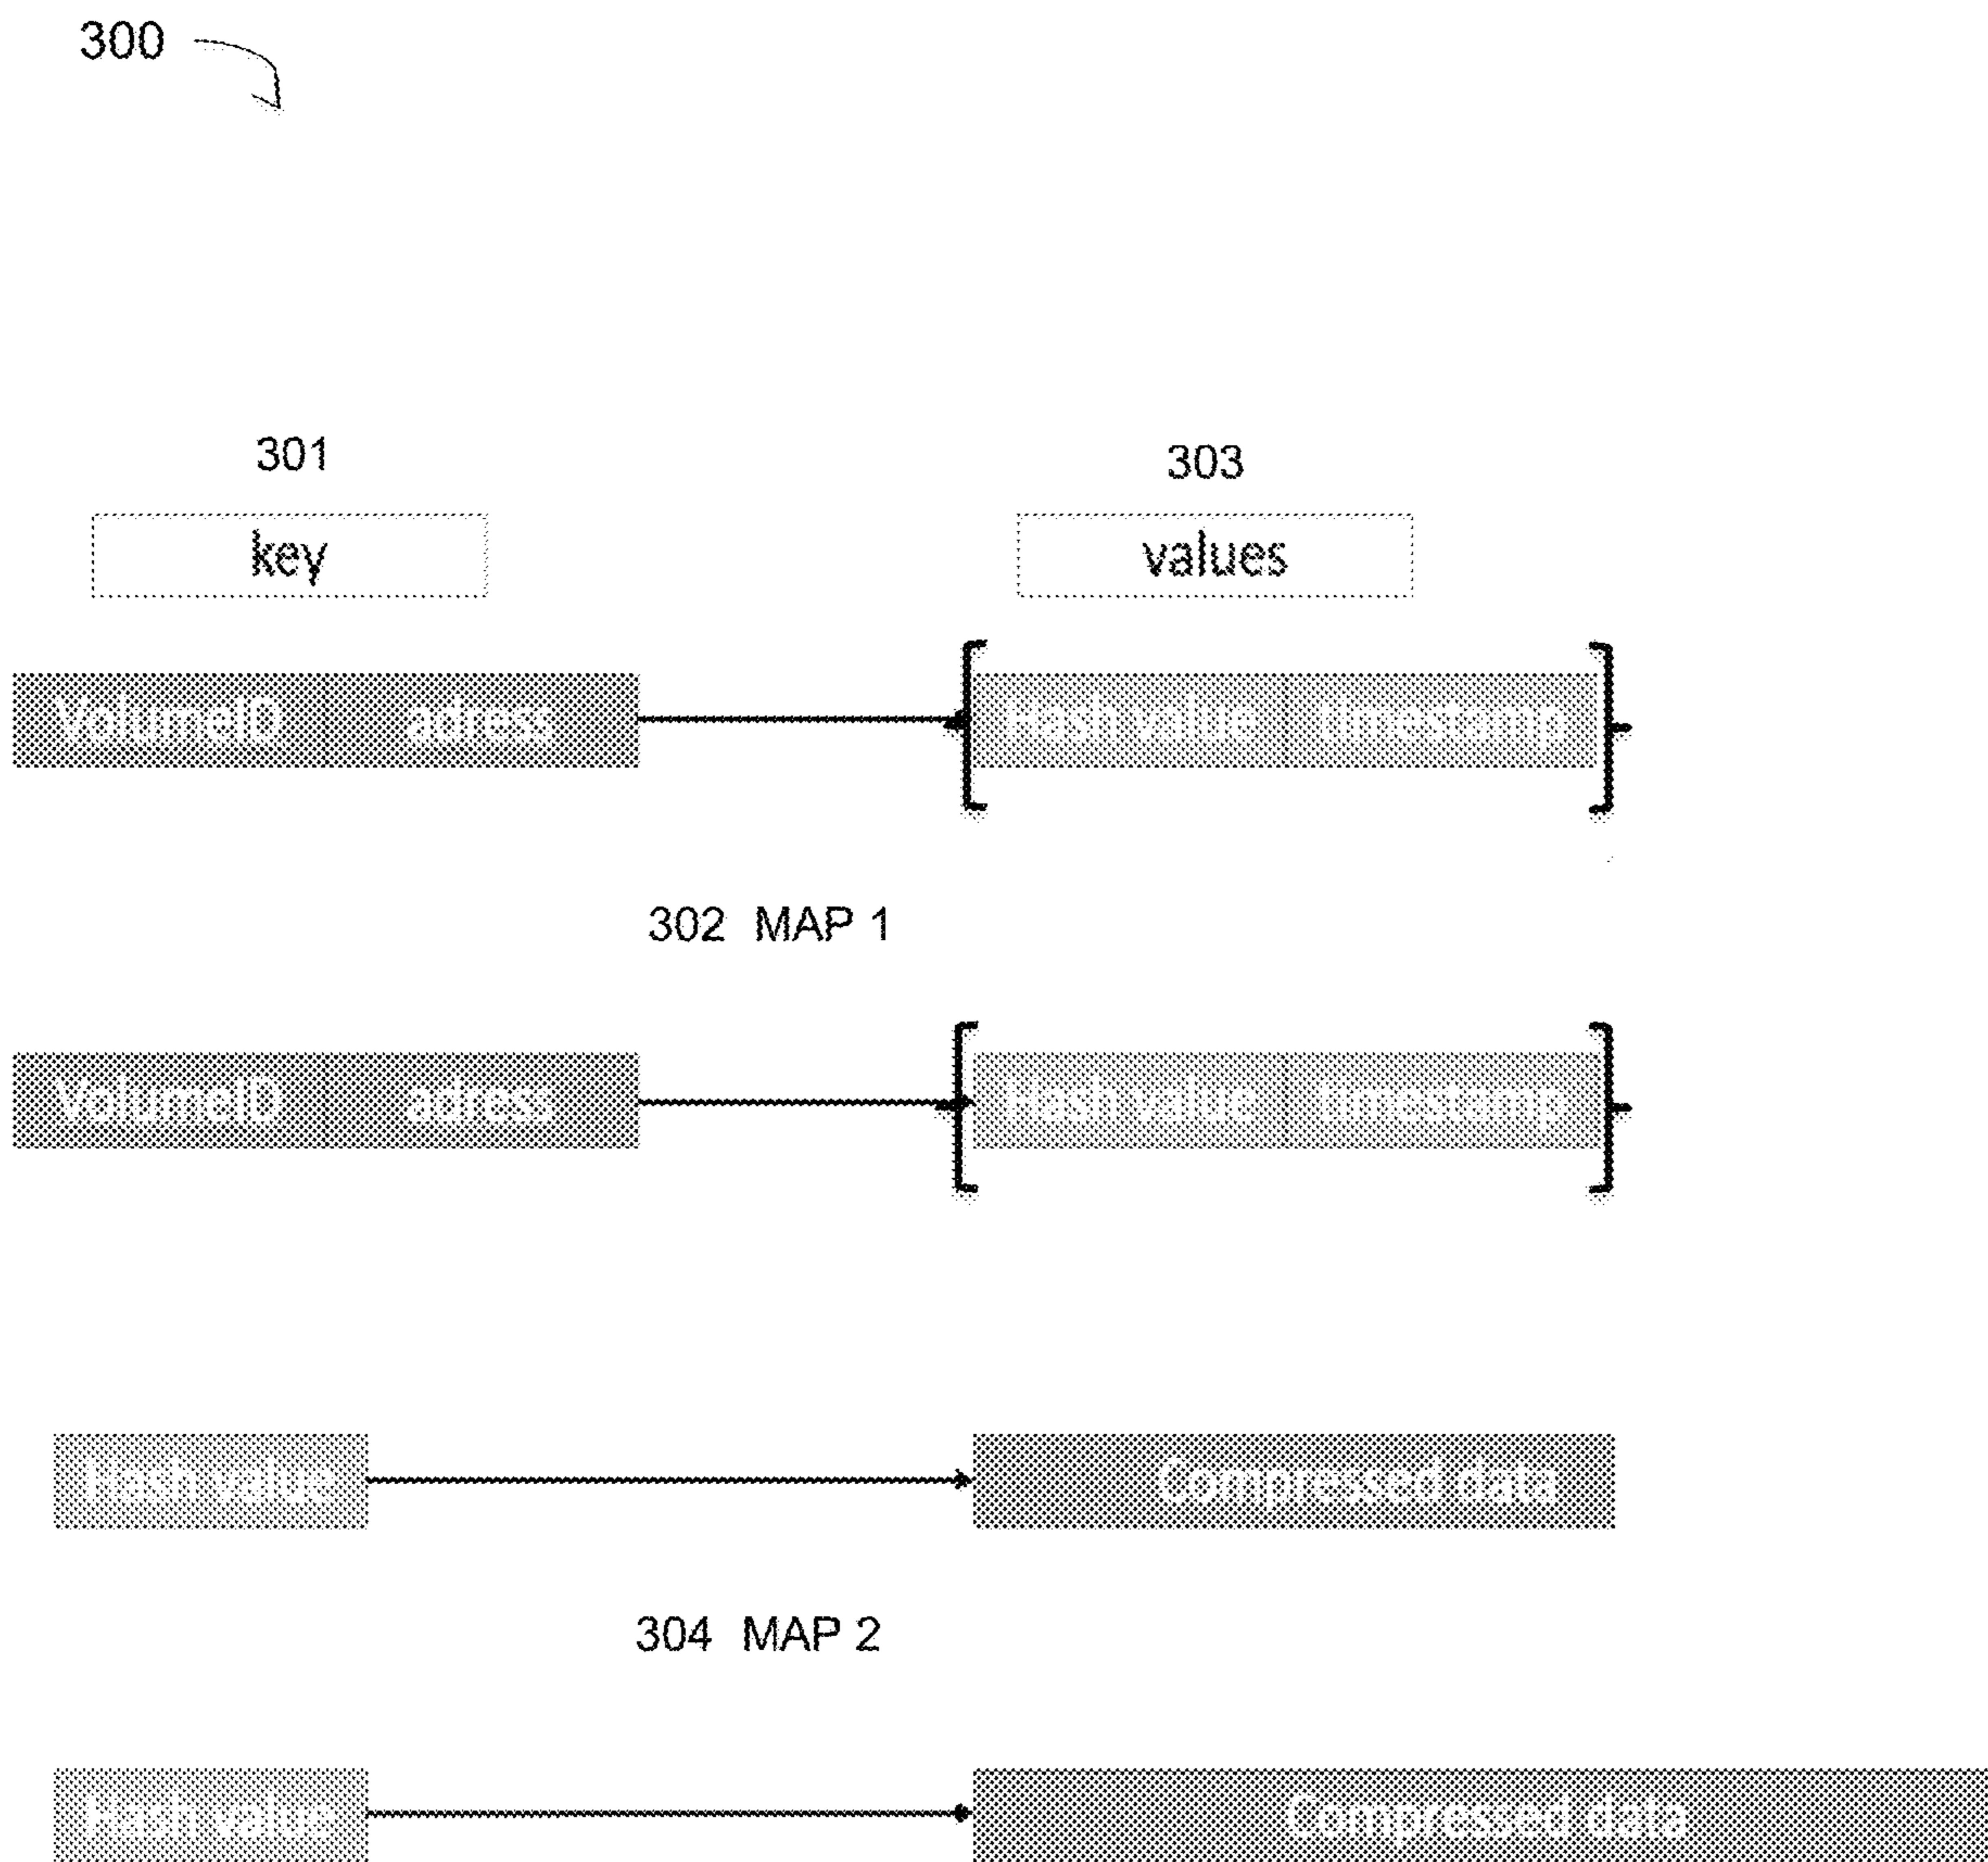 300
301 303
key values
VolumeID adress Hash value timestamp
302 MAP 1
VolumeID adress Hash value timestamp
Hash value Compressed data
304 MAP 2
Hash value Compressed data